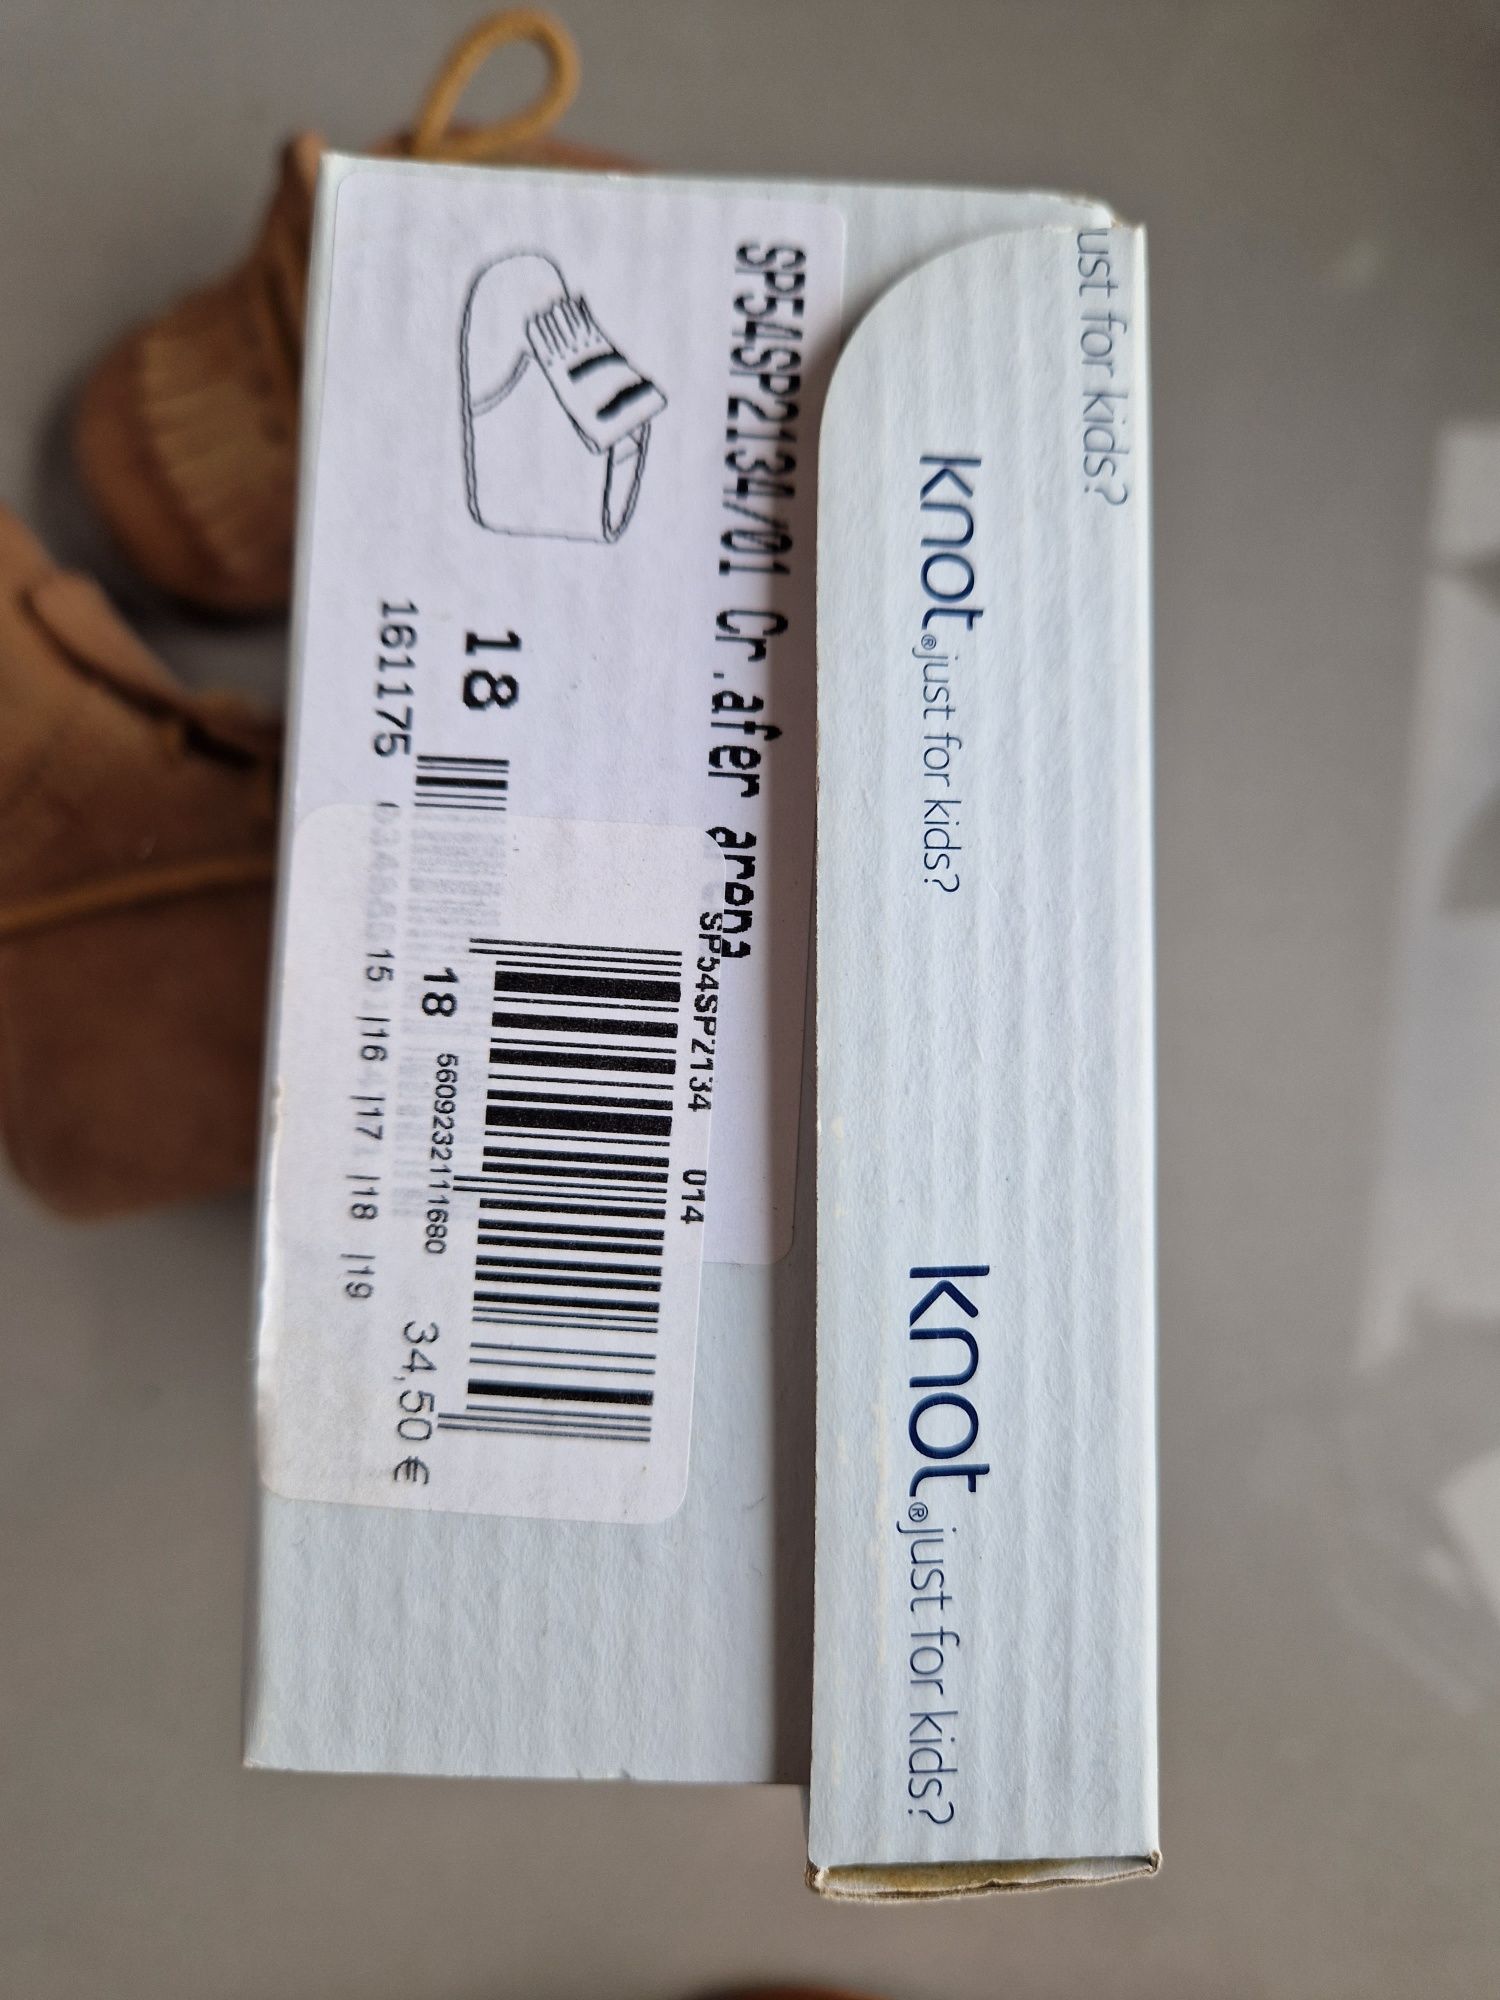 ust for kids?
knot®just for kids?
knot®just for kids?
SP54SP2134/01 Cr.afer arena
18
161175
SP54SP2134 014
18 5609232111680
34,50 €
15 |16 |17 |18 |19